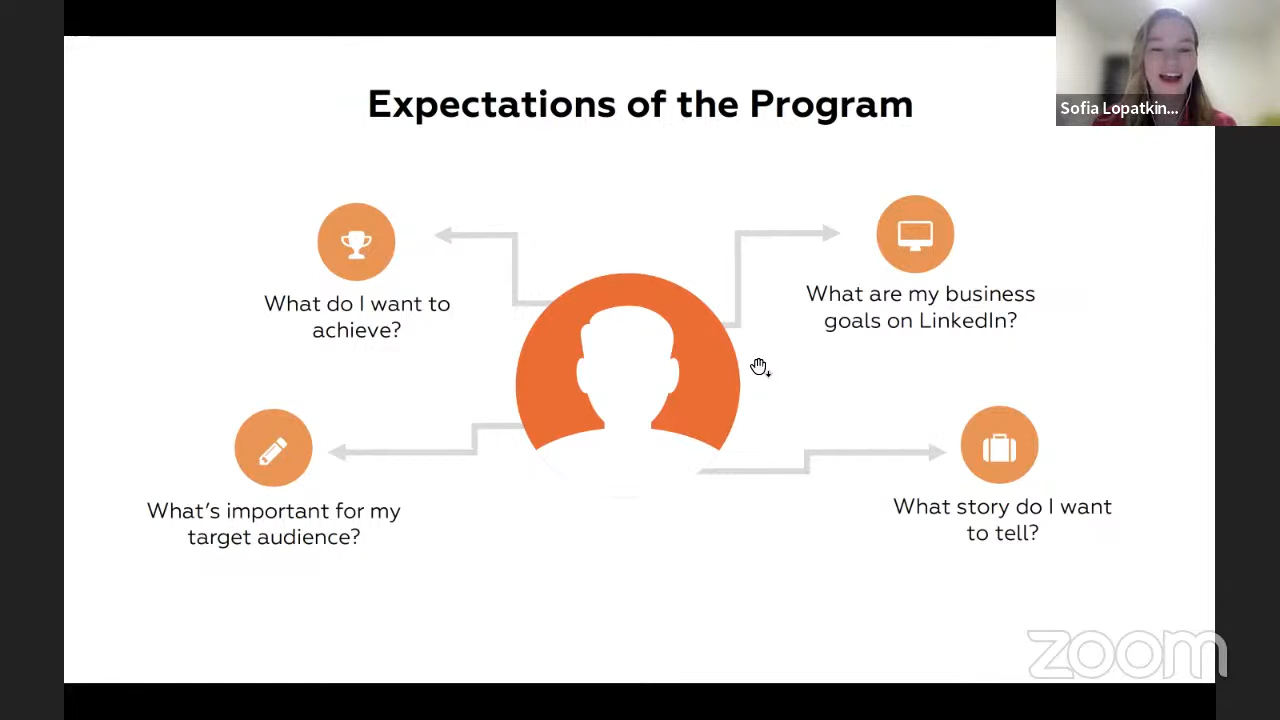 Expectations of the Program
Sofia Lopatkin...
What do I want to
achieve?
What are my business
goals on LinkedIn?
What's important for my
target audience?
What story do I want
to tell?
zoom